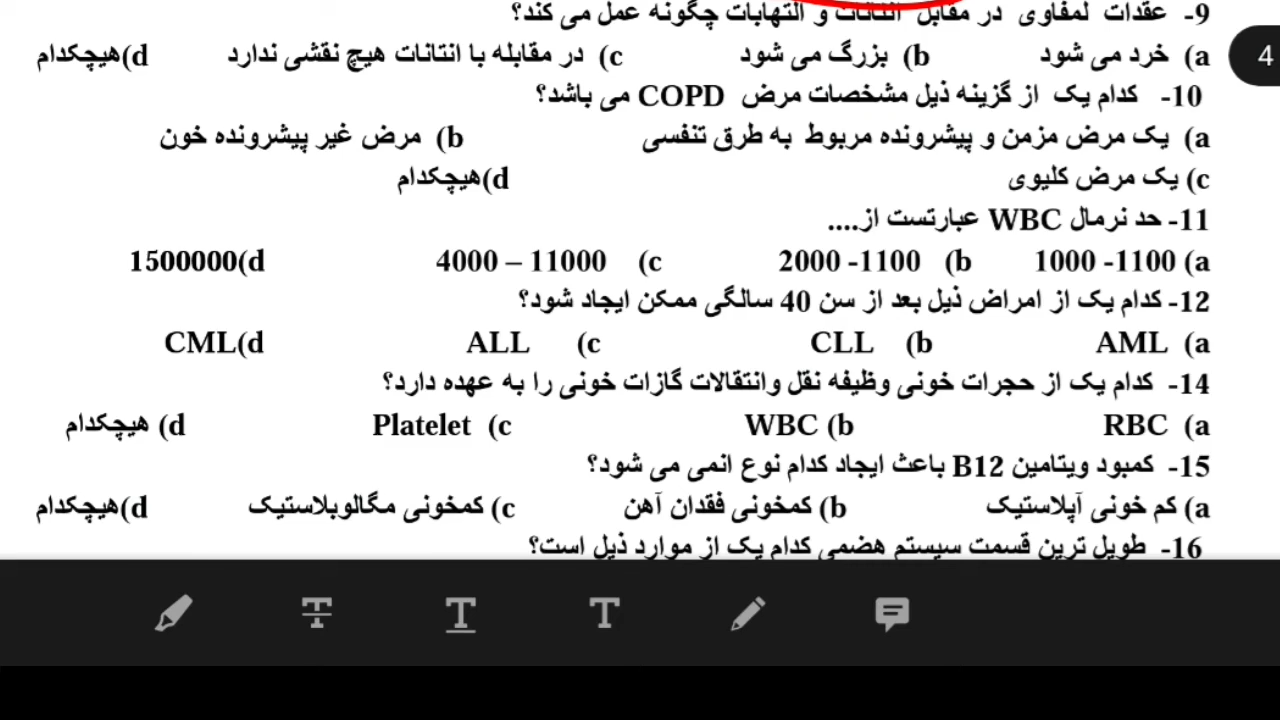 9- عقدات لمفاوی در مقابل انتانات و التهابات چگونه عمل می کند؟
a) خرد می شود b) بزرگ می شود c) در مقابله با انتانات هیچ نقشی ندارد d)هیچکدام
4
10- کدام یک از گزینه ذیل مشخصات مرض COPD می باشد؟
a) یک مرض مزمن و پیشرونده مربوط به طرق تنفسی b) مرض غیر پیشرونده خون
c) یک مرض کلیوی d)هیچکدام
11- حد نرمال WBC عبارتست از....
a) 1000 -1100 b) 2000 -1100 c) 4000 – 11000 d)1500000
12- کدام یک از امراض ذیل بعد از سن 40 سالگی ممکن ایجاد شود؟
a) AML b) CLL c) ALL d)CML
14- کدام یک از حجرات خونی وظیفه نقل وانتقالات گازات خونی را به عهده دارد؟
a) RBC b) WBC c) Platelet d) هیچکدام
15- کمبود ویتامین B12 باعث ایجاد کدام نوع انمی می شود؟
a) کم خونی آپلاستیک b) کمخونی فقدان آهن c) کمخونی مگالوبلاستیک d)هیچکدام
16- طویل ترین قسمت سیستم هضمی کدام یک از موارد ذیل است؟